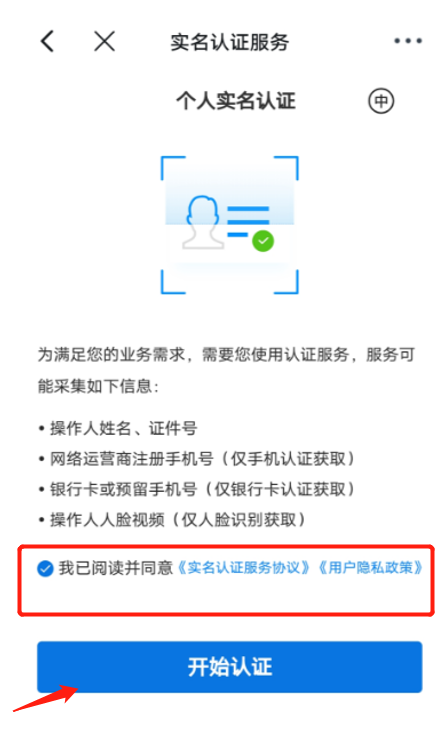 实名认证服务
个人实名认证 中
为满足您的业务需求，需要您使用认证服务，服务可
能采集如下信息：
• 操作人姓名、证件号
• 网络运营商注册手机号（仅手机认证获取）
• 银行卡或预留手机号（仅银行卡认证获取）
• 操作人人脸视频（仅人脸识别获取）
我已阅读并同意《实名认证服务协议》《用户隐私政策》
开始认证